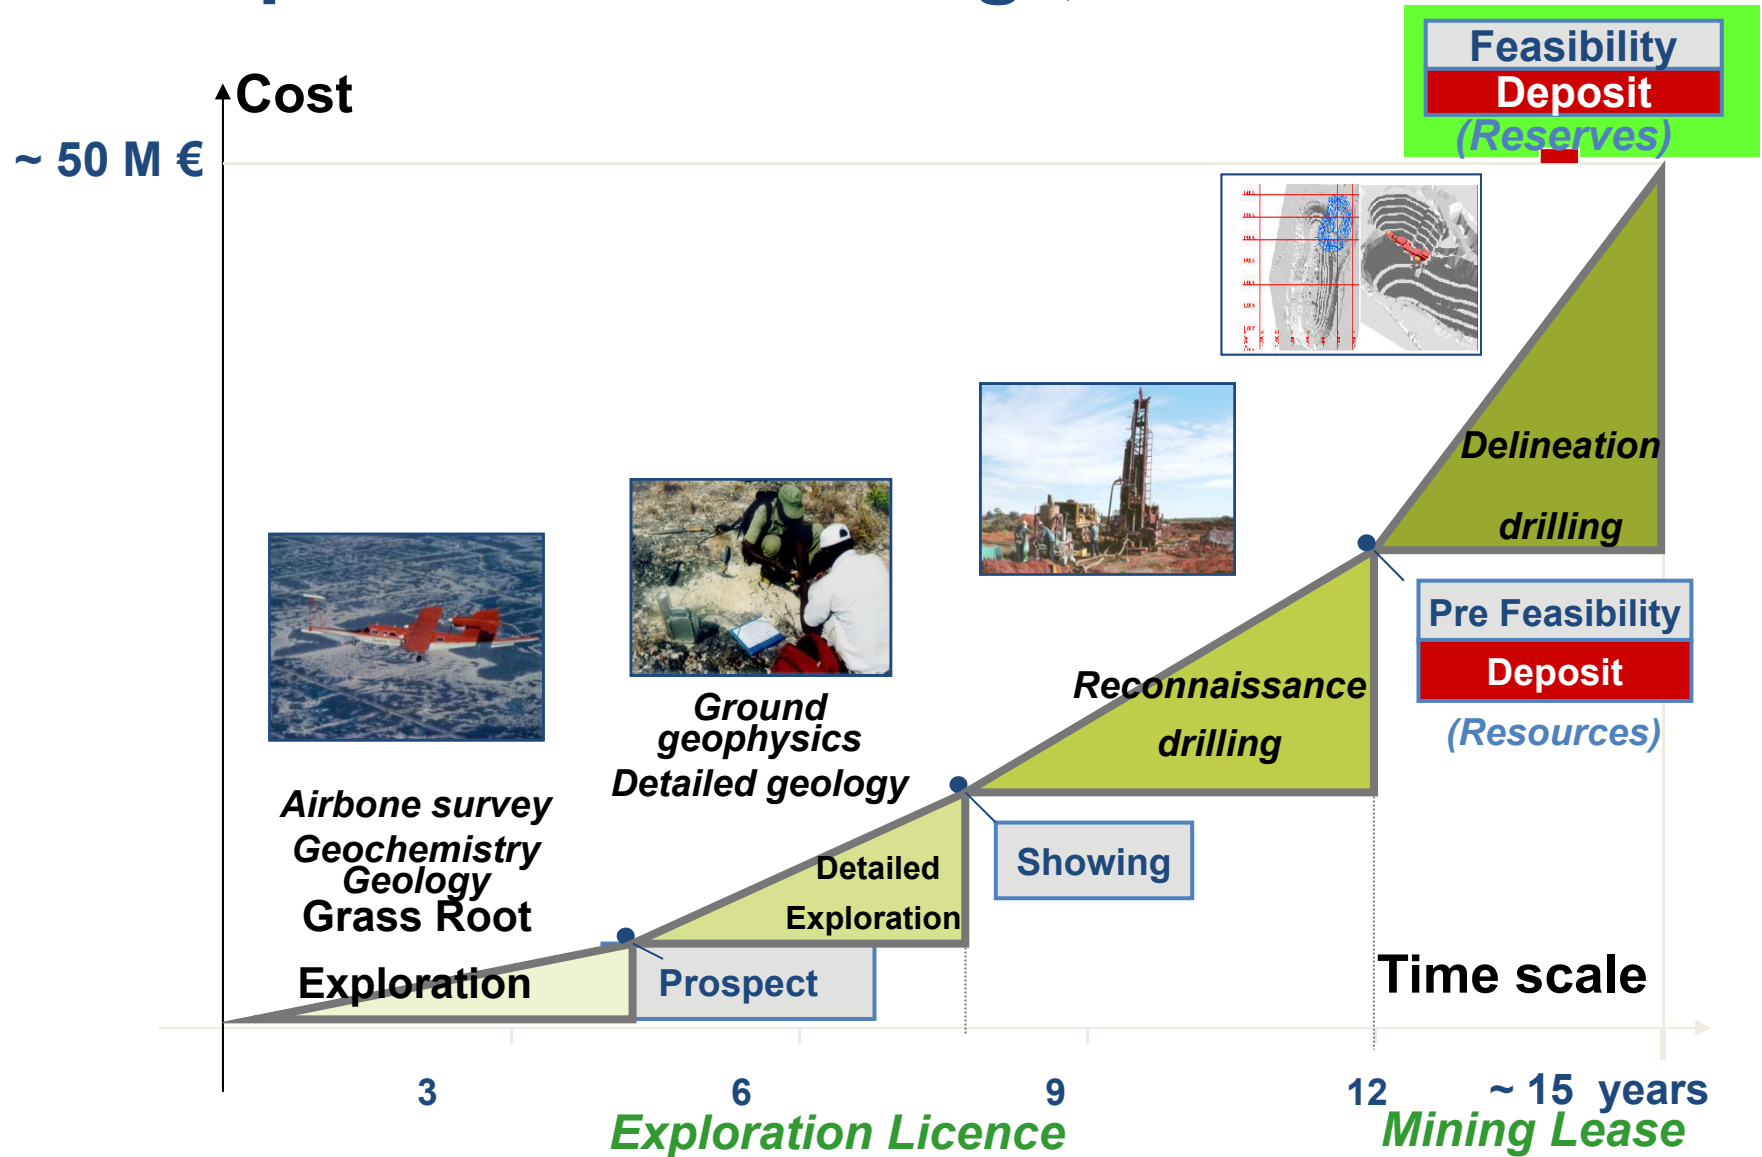 Feasibility
Deposit
(Reserves)
Cost
~ 50 M €
Delineation
drilling
Pre Feasibility
Deposit
(Resources)
Reconnaissance
drilling
Ground
geophysics
Detailed geology
Airbone survey
Geochemistry
Geology
Grass Root
Exploration
Detailed
Exploration
Showing
Prospect
Time scale
3
6
9
12
~ 15 years
Exploration Licence
Mining Lease